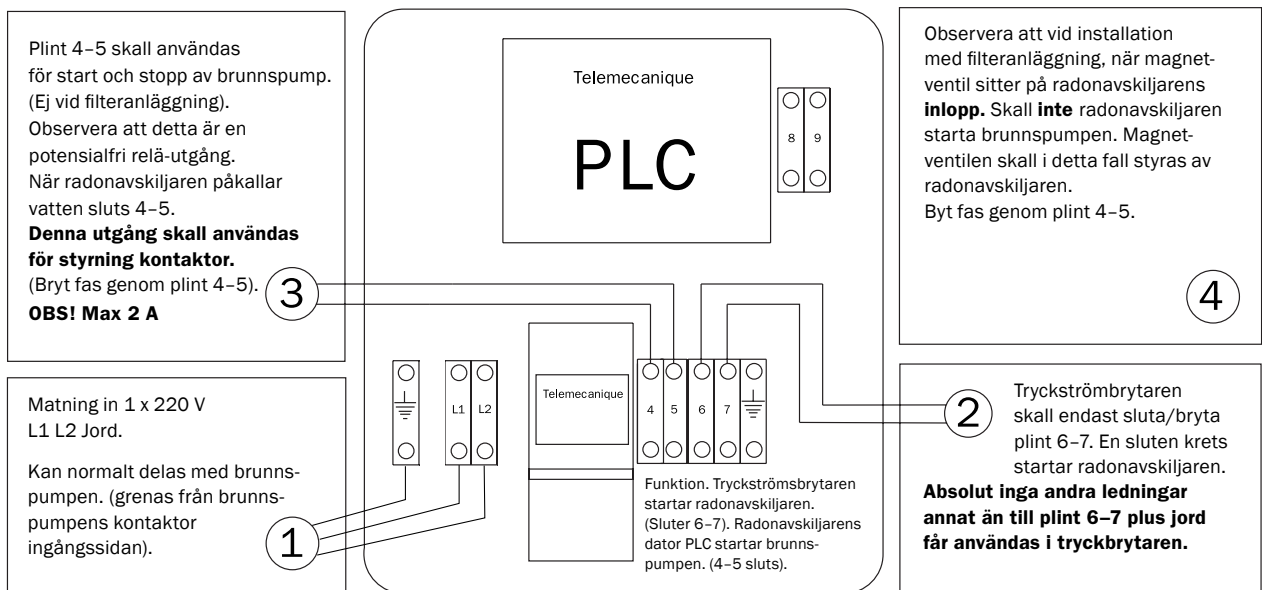 Plint 4–5 skall användas
för start och stopp av brunnspump.
(Ej vid filteranläggning).
Observera att detta är en
potensialfri relä-utgång.
När radonavskiljaren påkallar
vatten sluts 4–5.
Denna utgång skall användas
för styrning kontaktor.
(Bryt fas genom plint 4–5).
OBS! Max 2 A
3
Matning in 1 x 220 V
L1 L2 Jord.
Kan normalt delas med brunns-
pumpen. (grenas från brunns-
pumpens kontaktor
ingångssidan).
1
Telemecanique
PLC
8 9
L1 L2
Telemecanique
4 5 6 7
Funktion. Tryckströmsbrytaren
startar radonavskiljaren.
(Sluter 6–7). Radonavskiljarens
dator PLC startar brunns-
pumpen. (4–5 sluts).
Observera att vid installation
med filteranläggning, när magnet-
ventil sitter på radonavskiljarens
inlopp. Skall inte radonavskiljaren
starta brunnspumpen. Magnet-
ventilen skall i detta fall styras av
radonavskiljaren.
Byt fas genom plint 4–5.
4
2
Tryckströmbrytaren
skall endast sluta/bryta
plint 6–7. En sluten krets
startar radonavskiljaren.
Absolut inga andra ledningar
annat än till plint 6–7 plus jord
får användas i tryckbrytaren.